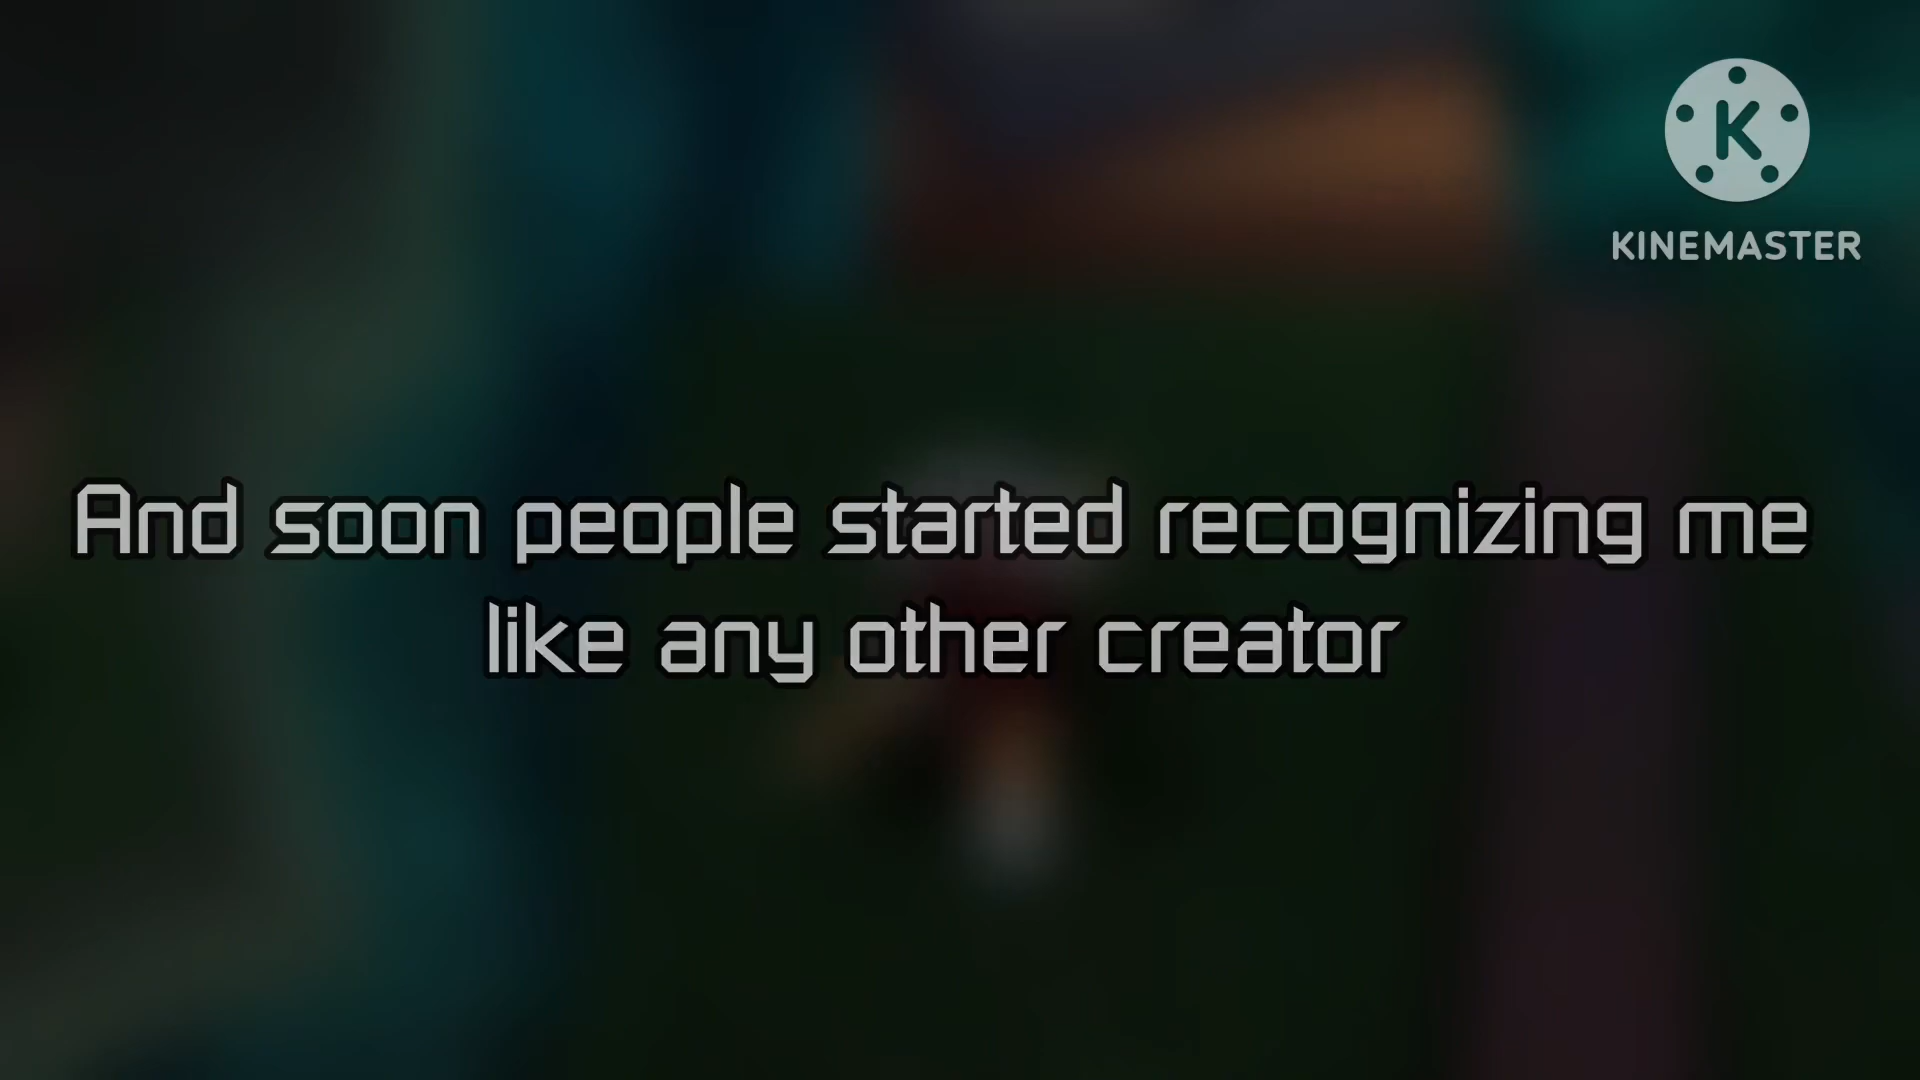 K
KINEMASTER
And soon people started recognizing me
like any other creator